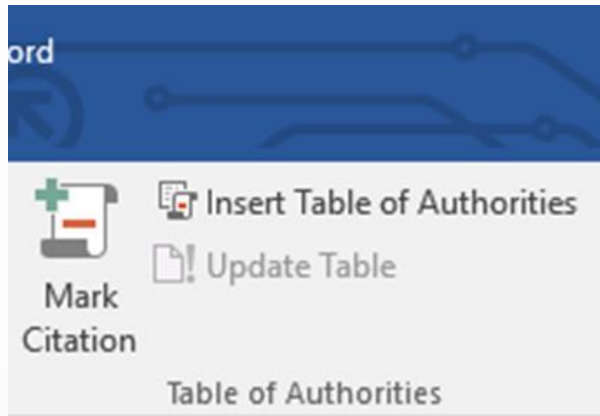 ord
Insert Table of Authorities
Update Table
Mark
Citation
Table of Authorities